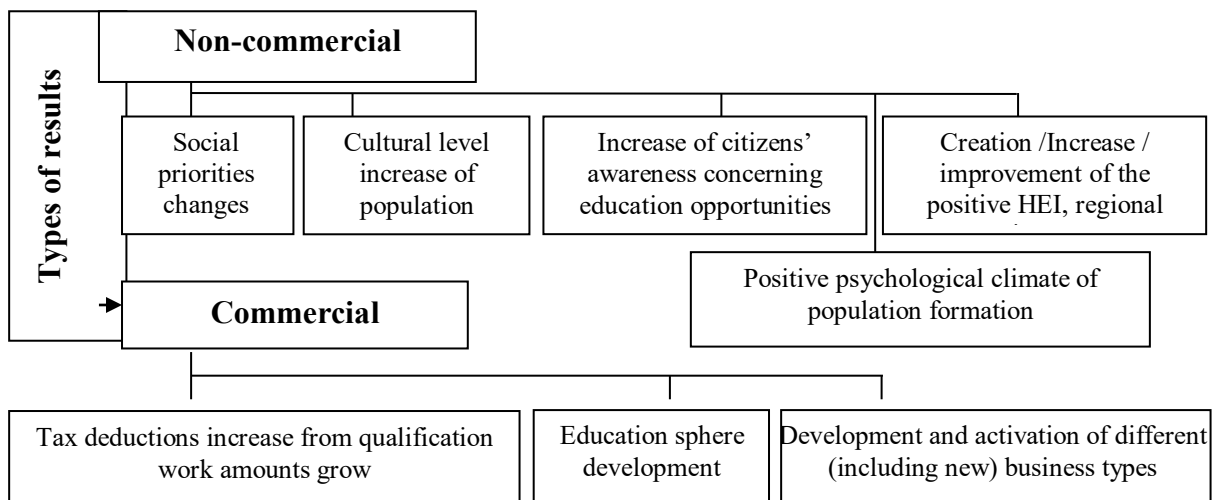 Types of results
Non-commercial
Social
priorities
changes
Cultural level
increase of
population
Increase of citizens’
awareness concerning
education opportunities
Creation /Increase /
improvement of the
positive HEI, regional
Positive psychological climate of
population formation
Commercial
Tax deductions increase from qualification
work amounts grow
Education sphere
development
Development and activation of different
(including new) business types